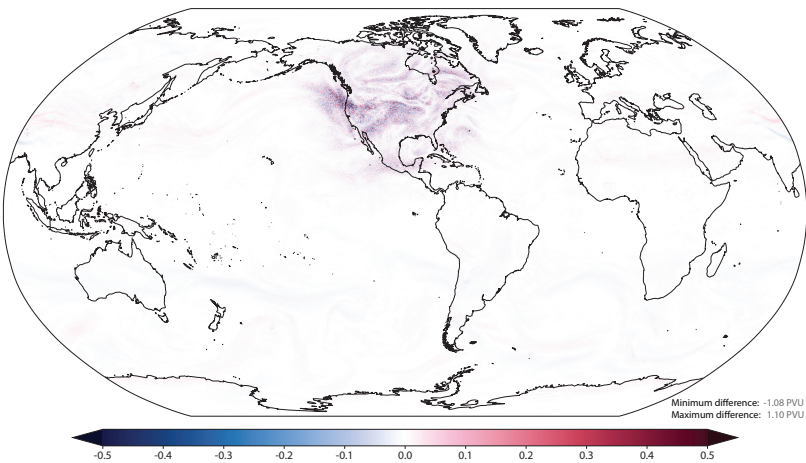 Minimum difference: -1.08 PVU
Maximum difference: 1.10 PVU
-0.5 -0.4 -0.3 -0.2 -0.1 0.0 0.1 0.2 0.3 0.4 0.5